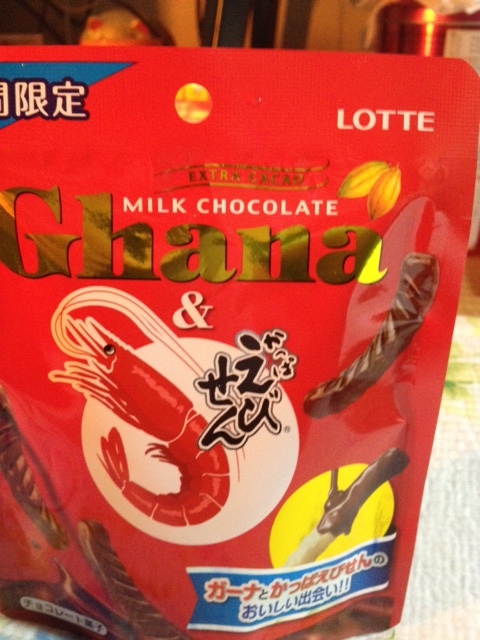 間限定
LOTTE
EXTRA CACAO
MILK CHOCOLATE
Ghana
&
かっぱ
えび
せん
®
ガーナとかっぱえびせんの
おいしい出会い!!
チョコレート菓子